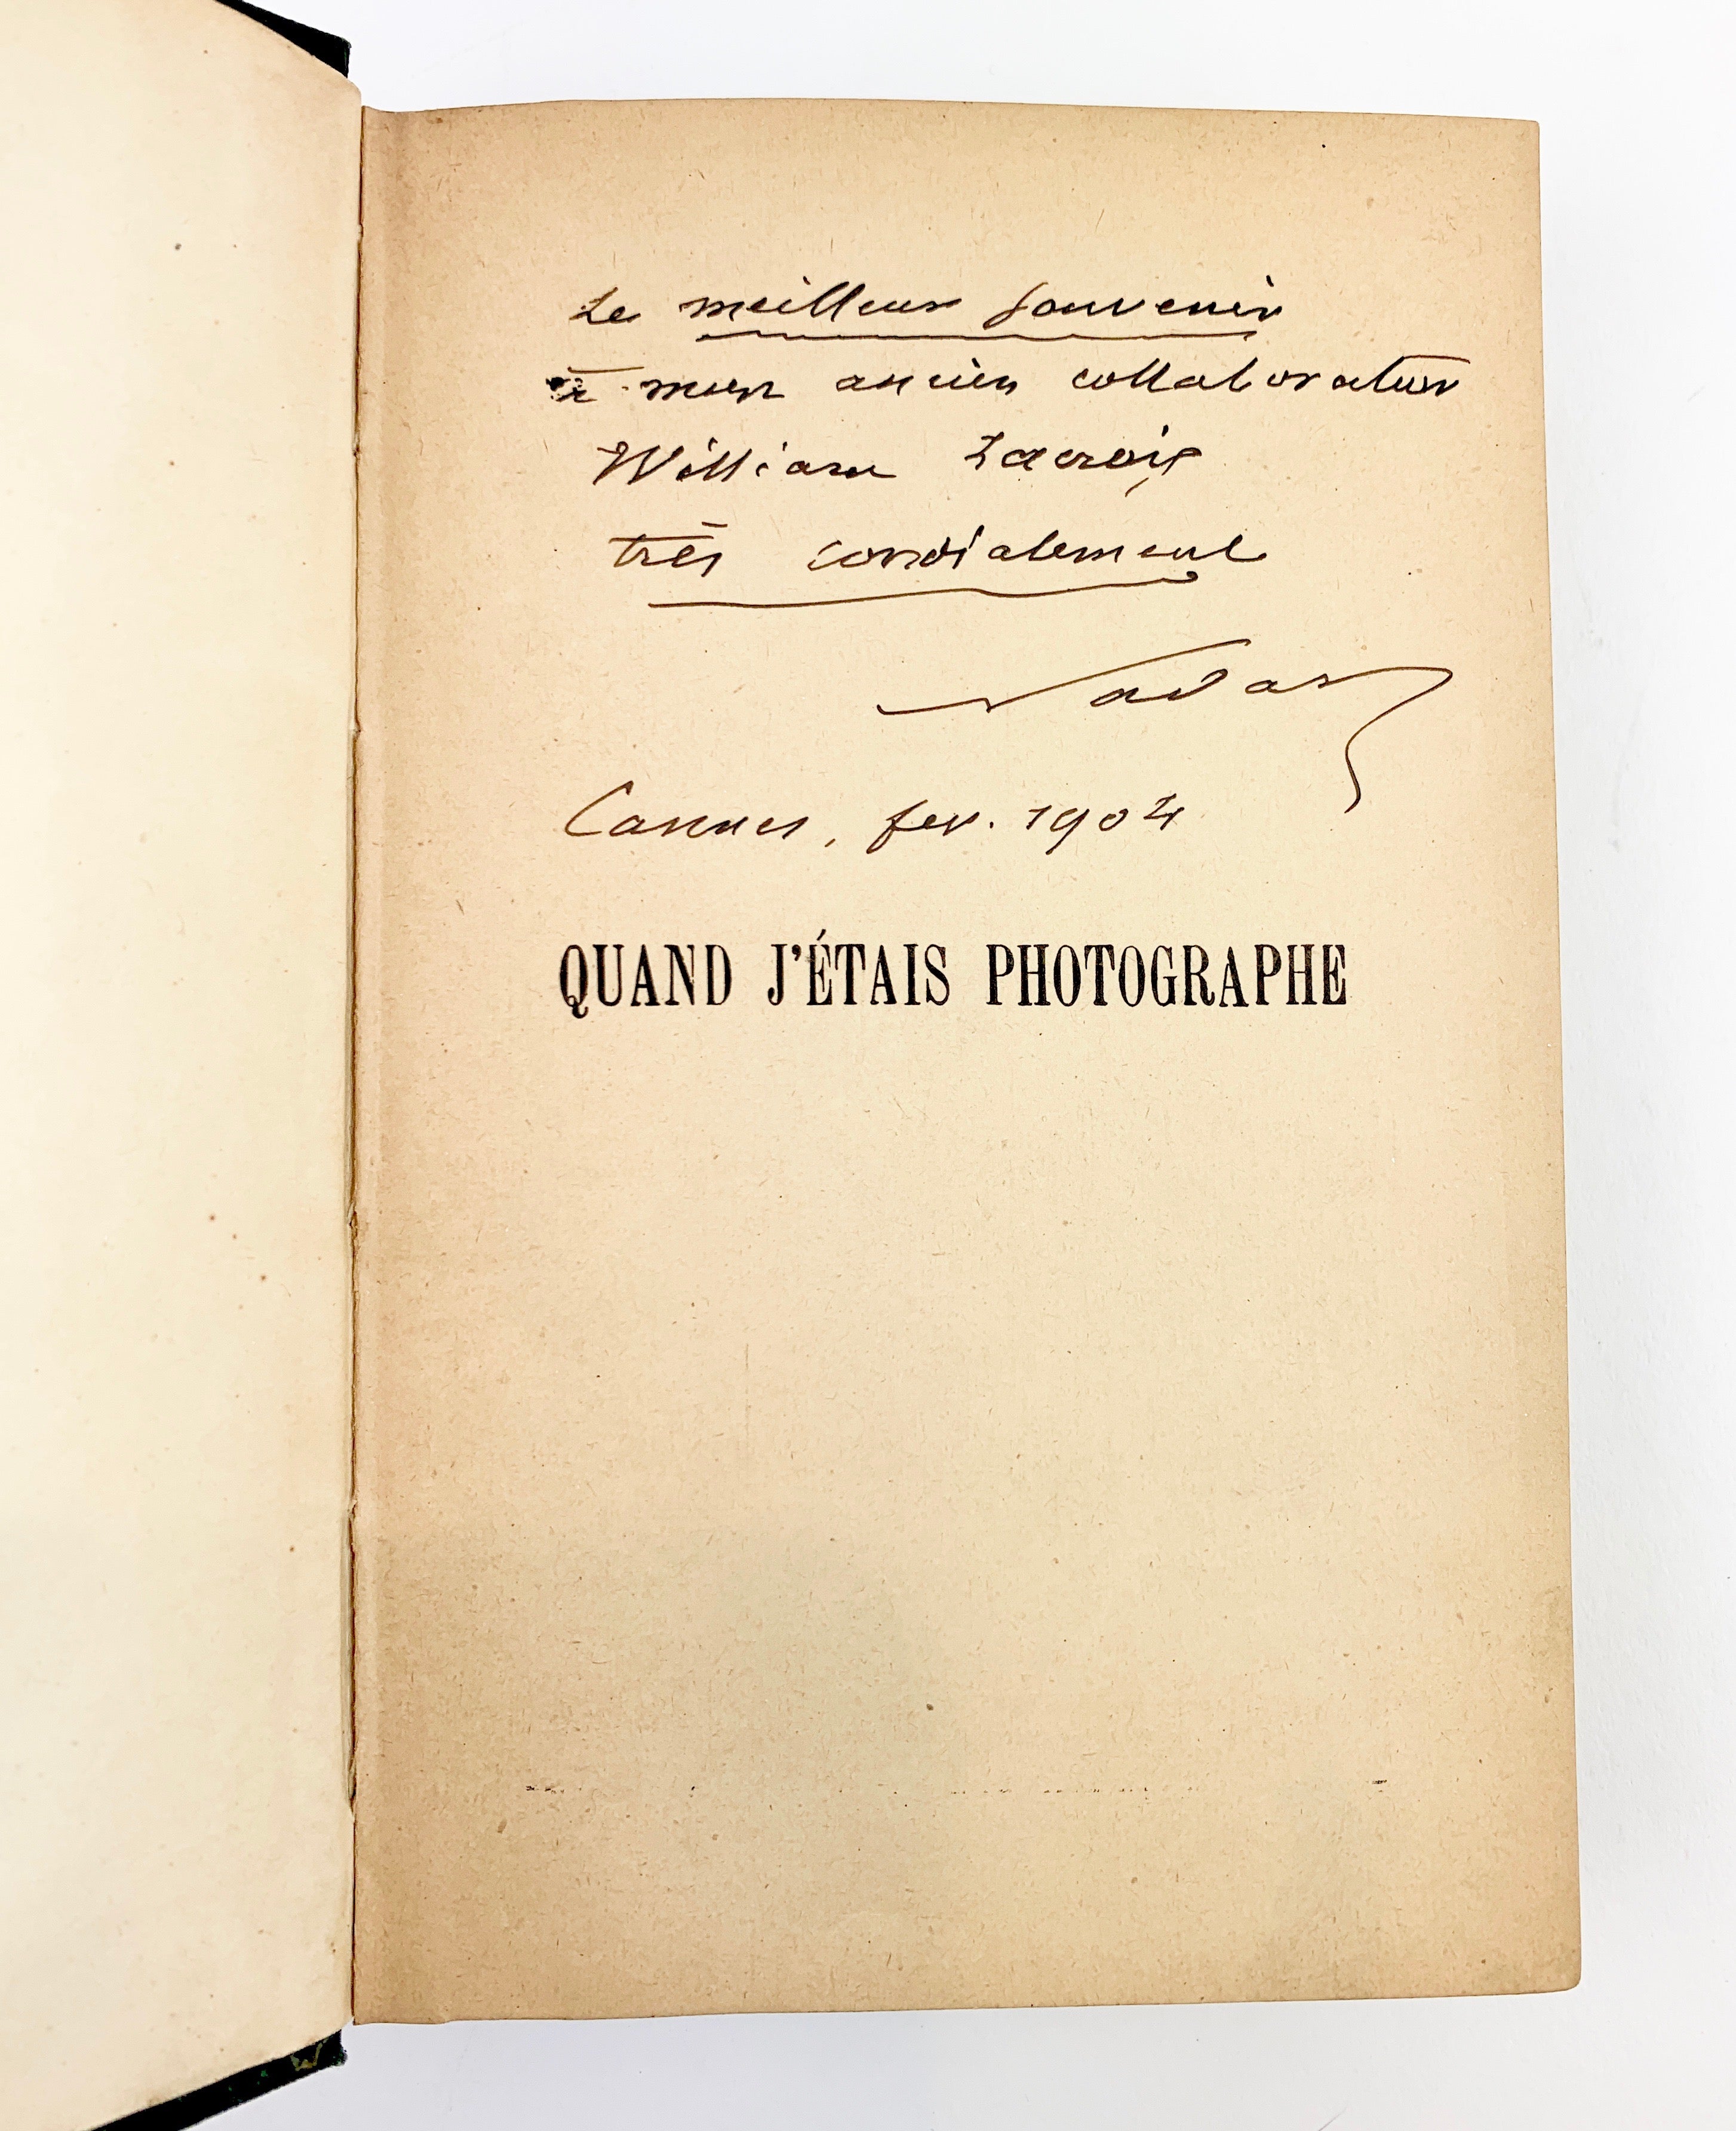 Le meilleur souvenir
à mon ancien collaborateur
William Lacroix
très cordialement
Nadar
Cannes, fev. 1904
QUAND J'ÉTAIS PHOTOGRAPHE